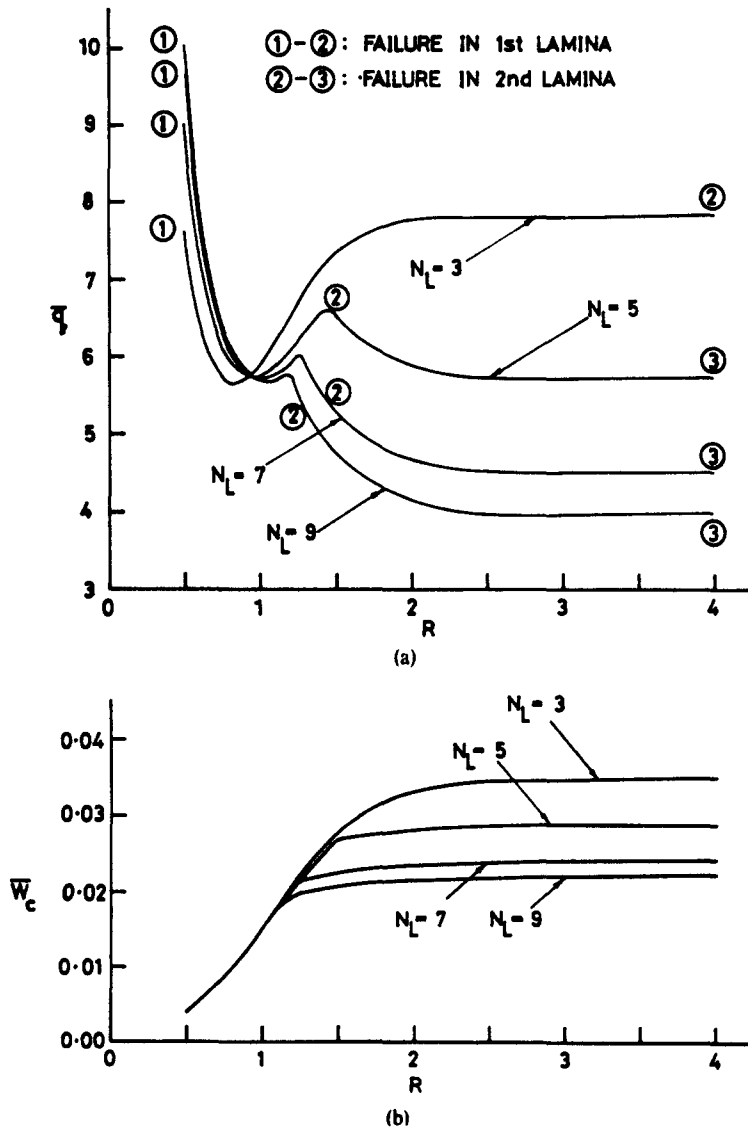 10
9
8
7
6
5
4
3
q̄
① ① ① ①
①-②: FAILURE IN 1st LAMINA
②-③: FAILURE IN 2nd LAMINA
②
N_L= 3
②
N_L= 5
③
②
N_L= 7
③
②
N_L= 9
③
0 1 2 3 4
R
(a)
0·04
0·03
0·02
0·01
0·00
W̄_c
N_L= 3
N_L= 5
N_L= 7 N_L= 9
0 1 2 3 4
R
(b)